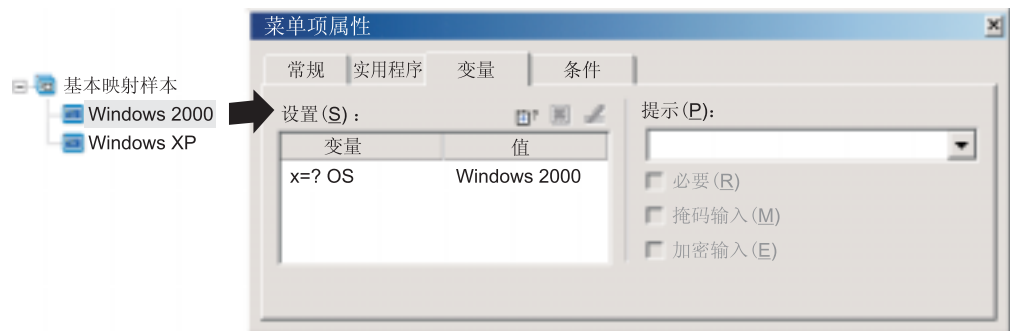 基本映射样本
Windows 2000
Windows XP
菜单项属性
常规 实用程序 变量 条件
设置(S)：
变量 值
x=? OS Windows 2000
提示(P):
必要(R)
掩码输入(M)
加密输入(E)